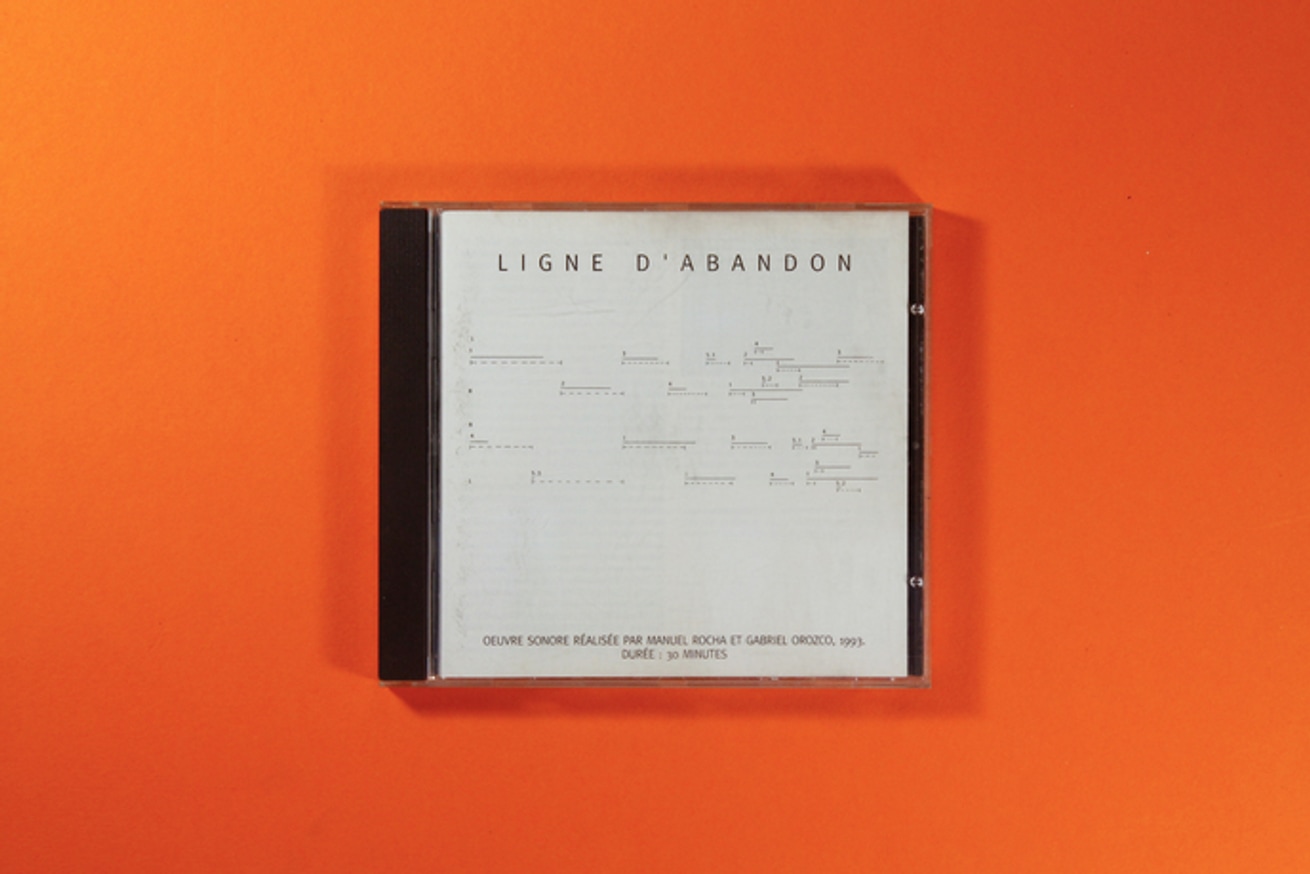 LIGNE D'ABANDON
OEUVRE SONORE RÉALISÉE PAR MANUEL ROCHA ET GABRIEL OROZCO, 1993.
DURÉE : 30 MINUTES